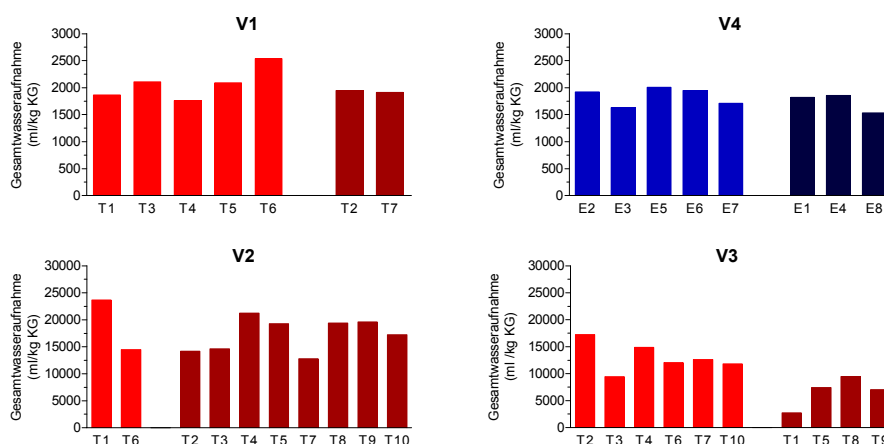 V1
Gesamtwasseraufnahme
(ml/kg KG)
3000
2500
2000
1500
1000
500
0
T1 T3 T4 T5 T6 T2 T7
V4
Gesamtwasseraufnahme
(ml/kg KG)
3000
2500
2000
1500
1000
500
0
E2 E3 E5 E6 E7 E1 E4 E8
V2
Gesamtwasseraufnahme
(ml/kg KG)
30000
25000
20000
15000
10000
5000
0
T1 T6 T2 T3 T4 T5 T7 T8 T9 T10
V3
Gesamtwasseraufnahme
(ml /kg KG)
30000
25000
20000
15000
10000
5000
0
T2 T3 T4 T6 T7 T10 T1 T5 T8 T9